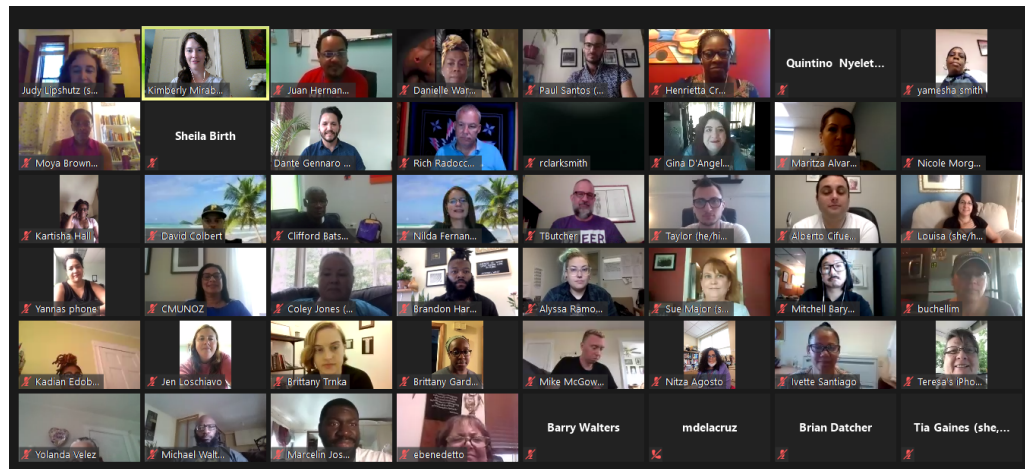 Judy Lipshutz (s...
Kimberly Mirab...
Juan Hernan...
Danielle War...
Paul Santos (...
Henrietta Cr...
Quintino Nyelet...
yamesha smith
Moya Brown...
Sheila Birth
Dante Gennaro ...
Rich Radocc...
rclarksmith
Gina D'Angel...
Maritza Alvar...
Nicole Morg...
Kartisha Hall
David Colbert
Clifford Bats...
Nilda Fernan...
TButcher
KEEP
Taylor (he/hi...
Alberto Cifue...
Louisa (she/h...
Yannas phone
CMUNOZ
Coley Jones (...
Brandon Har...
Alyssa Ramo...
Sue Major (s...
Mitchell Bary...
buchellim
Kadian Edob...
Jen Loschiavo
Brittany Trnka
Brittany Gard...
Mike McGow...
Nitza Agosto
Ivette Santiago
Teresa's iPho...
Yolanda Velez
Michael Walt...
Marcelin Jos...
ebenedetto
Barry Walters
mdelacruz
Brian Datcher
Tia Gaines (she,...